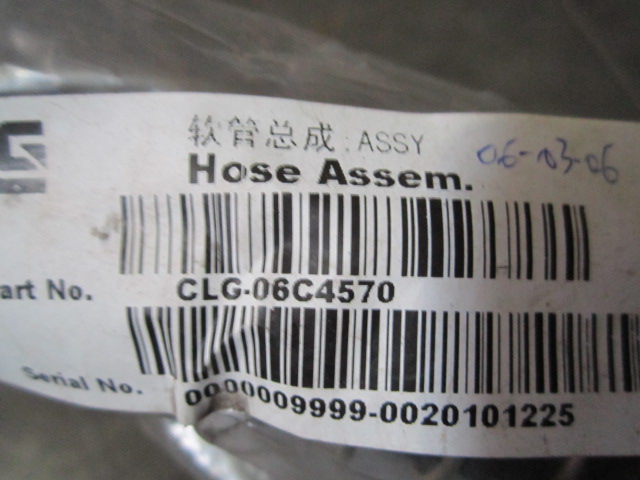 软管总成:ASSY
06-03-06
Hose Assem.
G
art No. CLG-06C4570
Serial No. 0000009999-0020101225